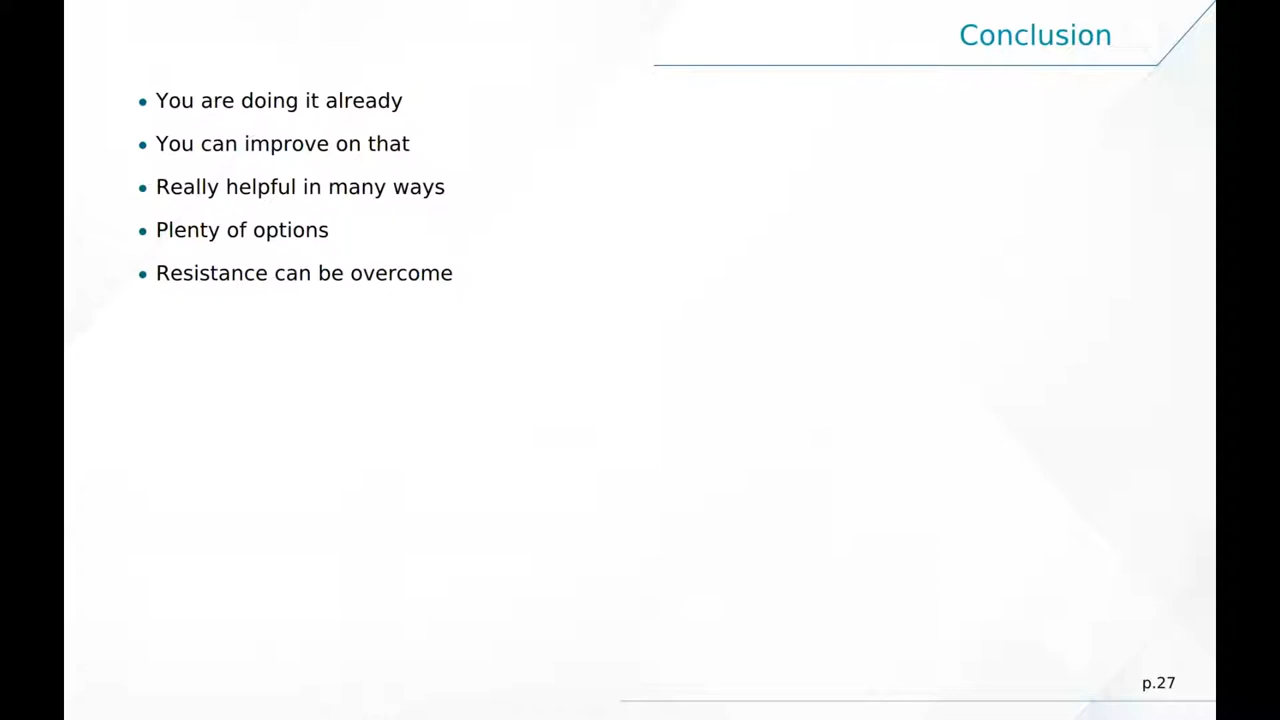 Conclusion
• You are doing it already
• You can improve on that
• Really helpful in many ways
• Plenty of options
• Resistance can be overcome
p.27